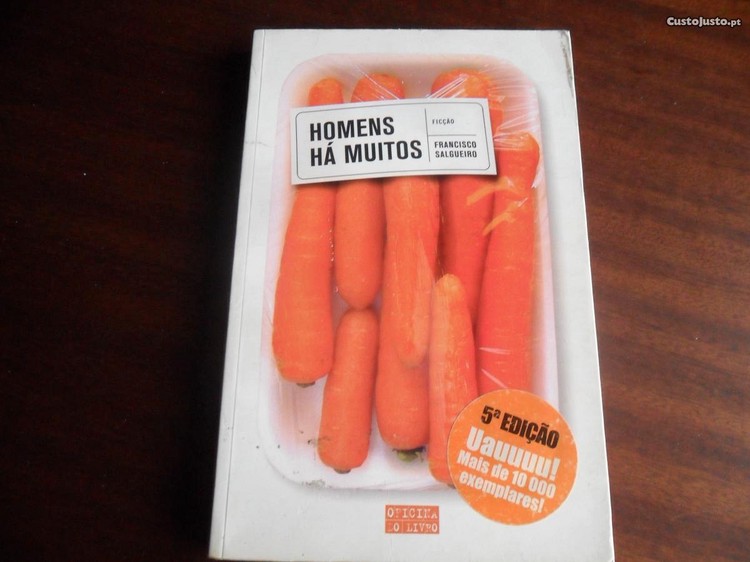 CustoJusto.pt
HOMENS
HÁ MUITOS
FICÇÃO
FRANCISCO
SALGUEIRO
5ª EDIÇÃO
Uauuuu!
Mais de 10 000
exemplares!
OFICINA
DO LIVRO